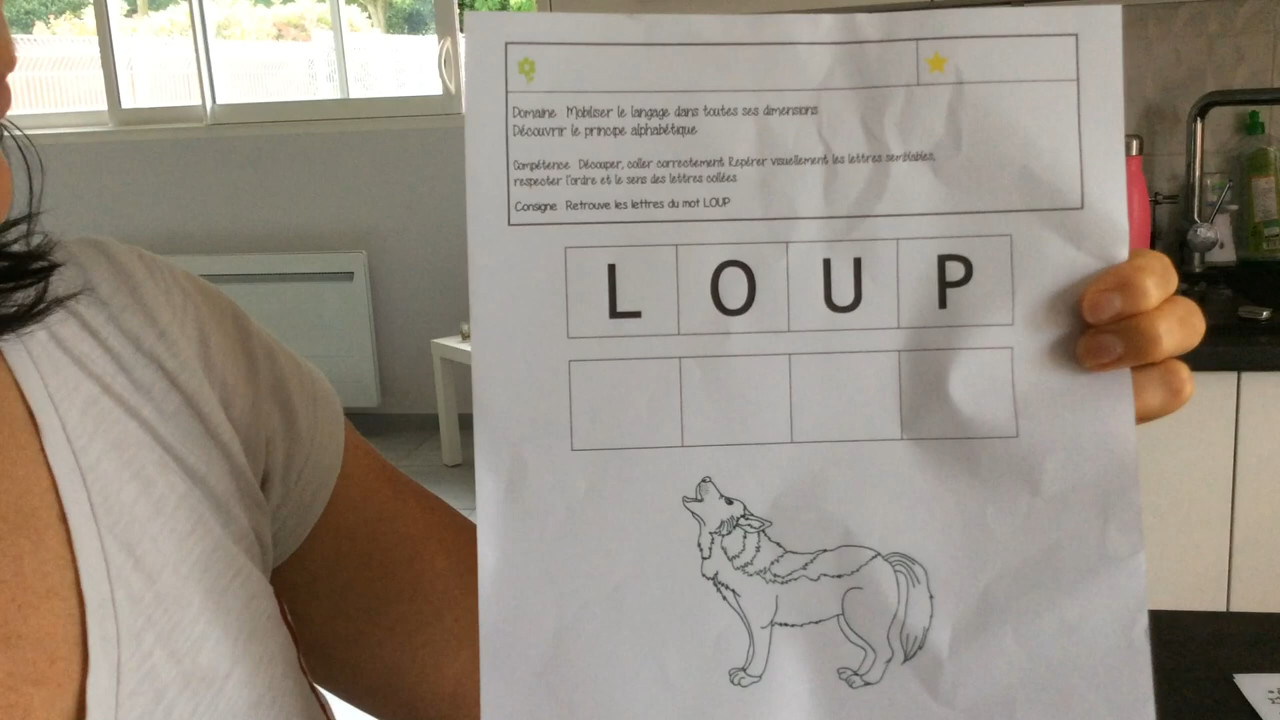 Domaine Mobiliser le langage dans toutes ses dimensions
Découvrir le principe alphabétique
Compétence Découper, coller correctement Repérer visuellement les lettres semblables,
respecter l'ordre et le sens des lettres collées
Consigne Retrouve les lettres du mot LOUP
L O U P